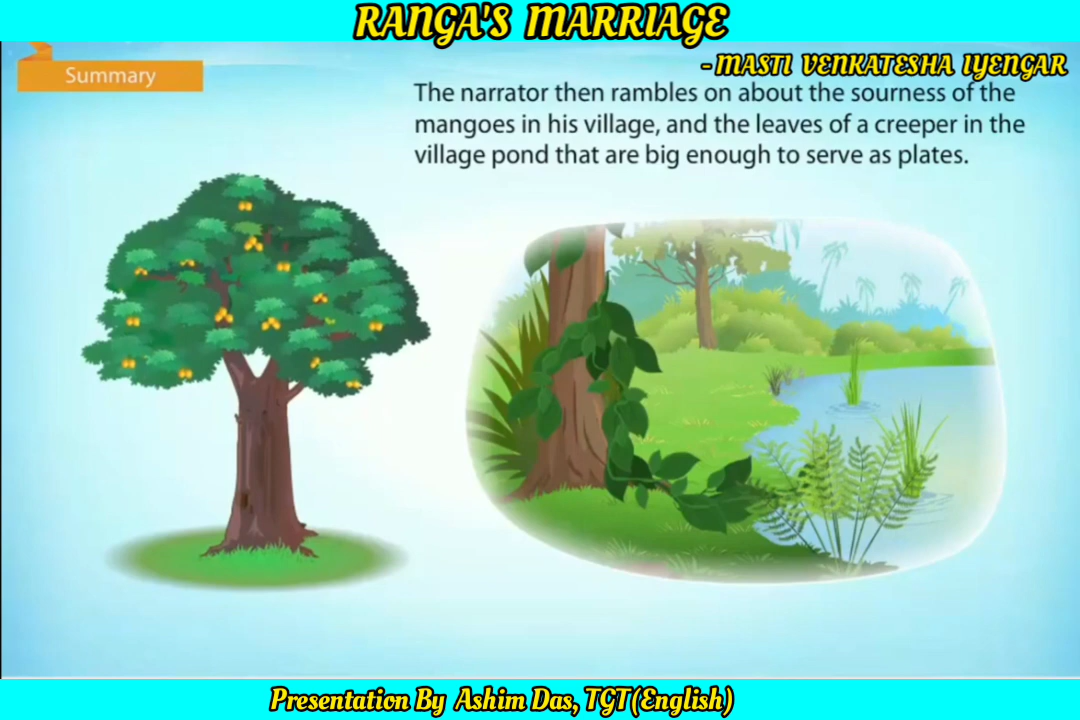 RANGA'S MARRIAGE
- MASTI VENKATESHA IYENGAR
Summary
The narrator then rambles on about the sourness of the
mangoes in his village, and the leaves of a creeper in the
village pond that are big enough to serve as plates.
Presentation By Ashim Das, TGT(English)